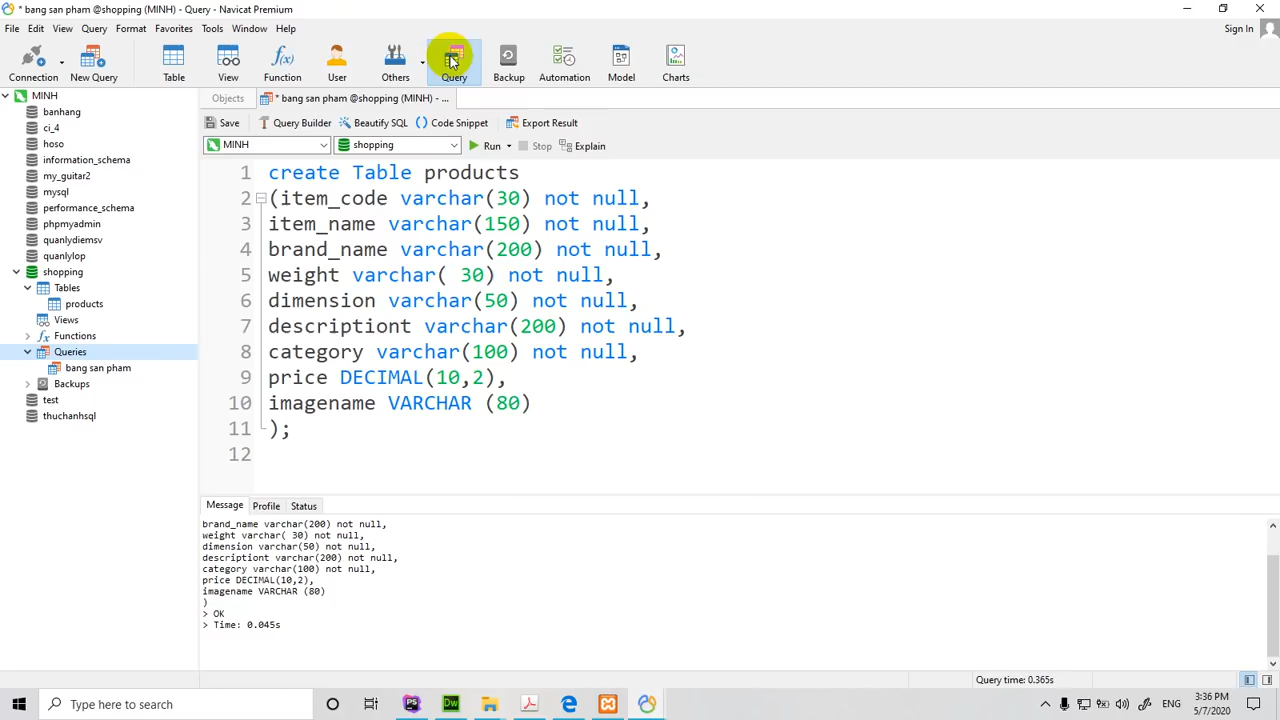 * bang san pham @shopping (MINH) - Query - Navicat Premium
File Edit View Query Format Tools Favorites Window Help
Sign In
Connection New Query Table View Function User Others Query Backup Automation Model Charts
MINH
banhang
ci_4
hoso
information_schema
my_guitar2
mysql
performance_schema
phpmyadmin
quanlydiemsv
quanlylop
shopping
Tables
products
Views
Functions
Queries
bang san pham
Backups
test
thuchanhsql
Objects * bang san pham @shopping (MINH) - ...
Save Query Builder Beautify SQL () Code Snippet Export Result
MINH shopping Run Stop Explain
1 create Table products
2 (item_code varchar(30) not null,
3 item_name varchar(150) not null,
4 brand_name varchar(200) not null,
5 weight varchar( 30) not null,
6 dimension varchar(50) not null,
7 descriptiont varchar(200) not null,
8 category varchar(100) not null,
9 price DECIMAL(10,2),
10 imagename VARCHAR (80)
11 );
12
Message Profile Status
brand_name varchar(200) not null,
weight varchar( 30) not null,
dimension varchar(50) not null,
descriptiont varchar(200) not null,
category varchar(100) not null,
price DECIMAL(10,2),
imagename VARCHAR (80)
)
> OK
> Time: 0.045s
Query time: 0.365s
Type here to search
PS
Dw
ENG
3:36 PM
5/7/2020